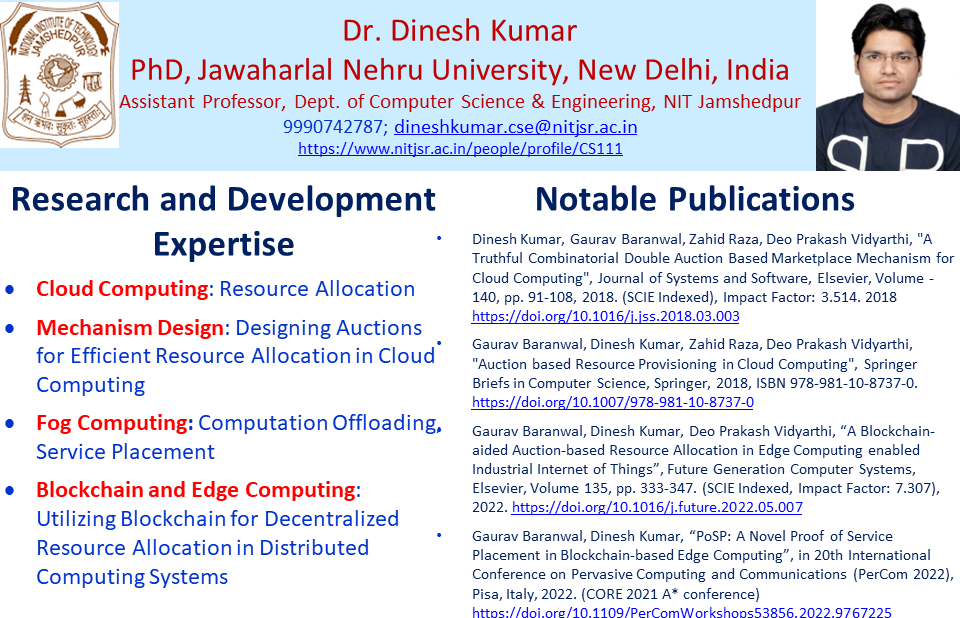 NATIONAL INSTITUTE OF TECHNOLOGY
JAMSHEDPUR
Dr. Dinesh Kumar
PhD, Jawaharlal Nehru University, New Delhi, India
Assistant Professor, Dept. of Computer Science & Engineering, NIT Jamshedpur
9990742787; dineshkumar.cse@nitjsr.ac.in
https://www.nitjsr.ac.in/people/profile/CS111
Research and Development
Expertise
• Cloud Computing: Resource Allocation
• Mechanism Design: Designing Auctions
for Efficient Resource Allocation in Cloud
Computing
• Fog Computing: Computation Offloading,
Service Placement
• Blockchain and Edge Computing:
Utilizing Blockchain for Decentralized
Resource Allocation in Distributed
Computing Systems
Notable Publications
• Dinesh Kumar, Gaurav Baranwal, Zahid Raza, Deo Prakash Vidyarthi, "A
Truthful Combinatorial Double Auction Based Marketplace Mechanism for
Cloud Computing", Journal of Systems and Software, Elsevier, Volume -
140, pp. 91-108, 2018. (SCIE Indexed), Impact Factor: 3.514. 2018
https://doi.org/10.1016/j.jss.2018.03.003
• Gaurav Baranwal, Dinesh Kumar, Zahid Raza, Deo Prakash Vidyarthi,
"Auction based Resource Provisioning in Cloud Computing", Springer
Briefs in Computer Science, Springer, 2018, ISBN 978-981-10-8737-0.
https://doi.org/10.1007/978-981-10-8737-0
• Gaurav Baranwal, Dinesh Kumar, Deo Prakash Vidyarthi, “A Blockchain-
aided Auction-based Resource Allocation in Edge Computing enabled
Industrial Internet of Things”, Future Generation Computer Systems,
Elsevier, Volume 135, pp. 333-347. (SCIE Indexed, Impact Factor: 7.307),
2022. https://doi.org/10.1016/j.future.2022.05.007
• Gaurav Baranwal, Dinesh Kumar, “PoSP: A Novel Proof of Service
Placement in Blockchain-based Edge Computing”, in 20th International
Conference on Pervasive Computing and Communications (PerCom 2022),
Pisa, Italy, 2022. (CORE 2021 A* conference)
https://doi.org/10.1109/PerComWorkshops53856.2022.9767225